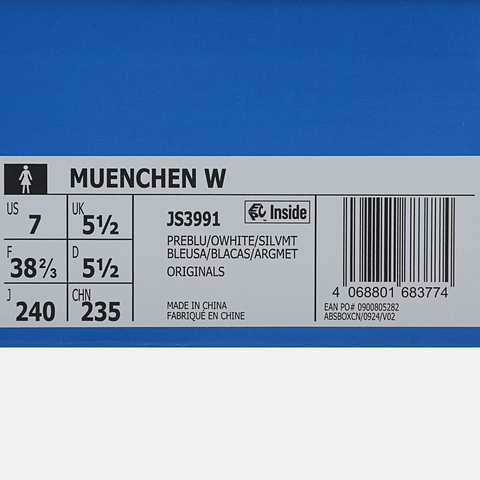 MUENCHEN W
US 7 UK 5½
F 38⅔ D 5½
J 240 CHN 235
JS3991
Inside
PREBLU/OWHITE/SILVMT
BLEUSA/BLACAS/ARGMET
ORIGINALS
MADE IN CHINA
FABRIQUÉ EN CHINE
4 068801 683774
EAN PO# 0900805282
ABSBOXCN/0924/V02